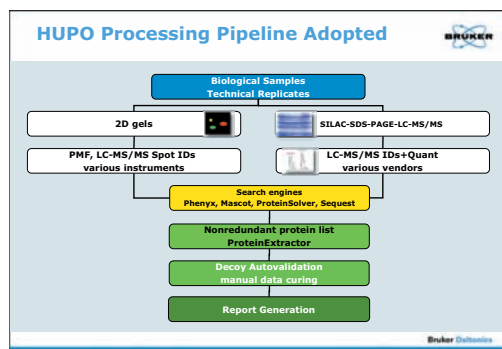 HUPO Processing Pipeline Adopted
BRUKER
Biological Samples
Technical Replicates
2D gels
SILAC-SDS-PAGE-LC-MS/MS
PMF, LC-MS/MS Spot IDs
various instruments
LC-MS/MS IDs+Quant
various vendors
Search engines
Phenyx, Mascot, ProteinSolver, Sequest
Nonredundant protein list
ProteinExtractor
Decoy Autovalidation
manual data curing
Report Generation
Bruker Daltonics